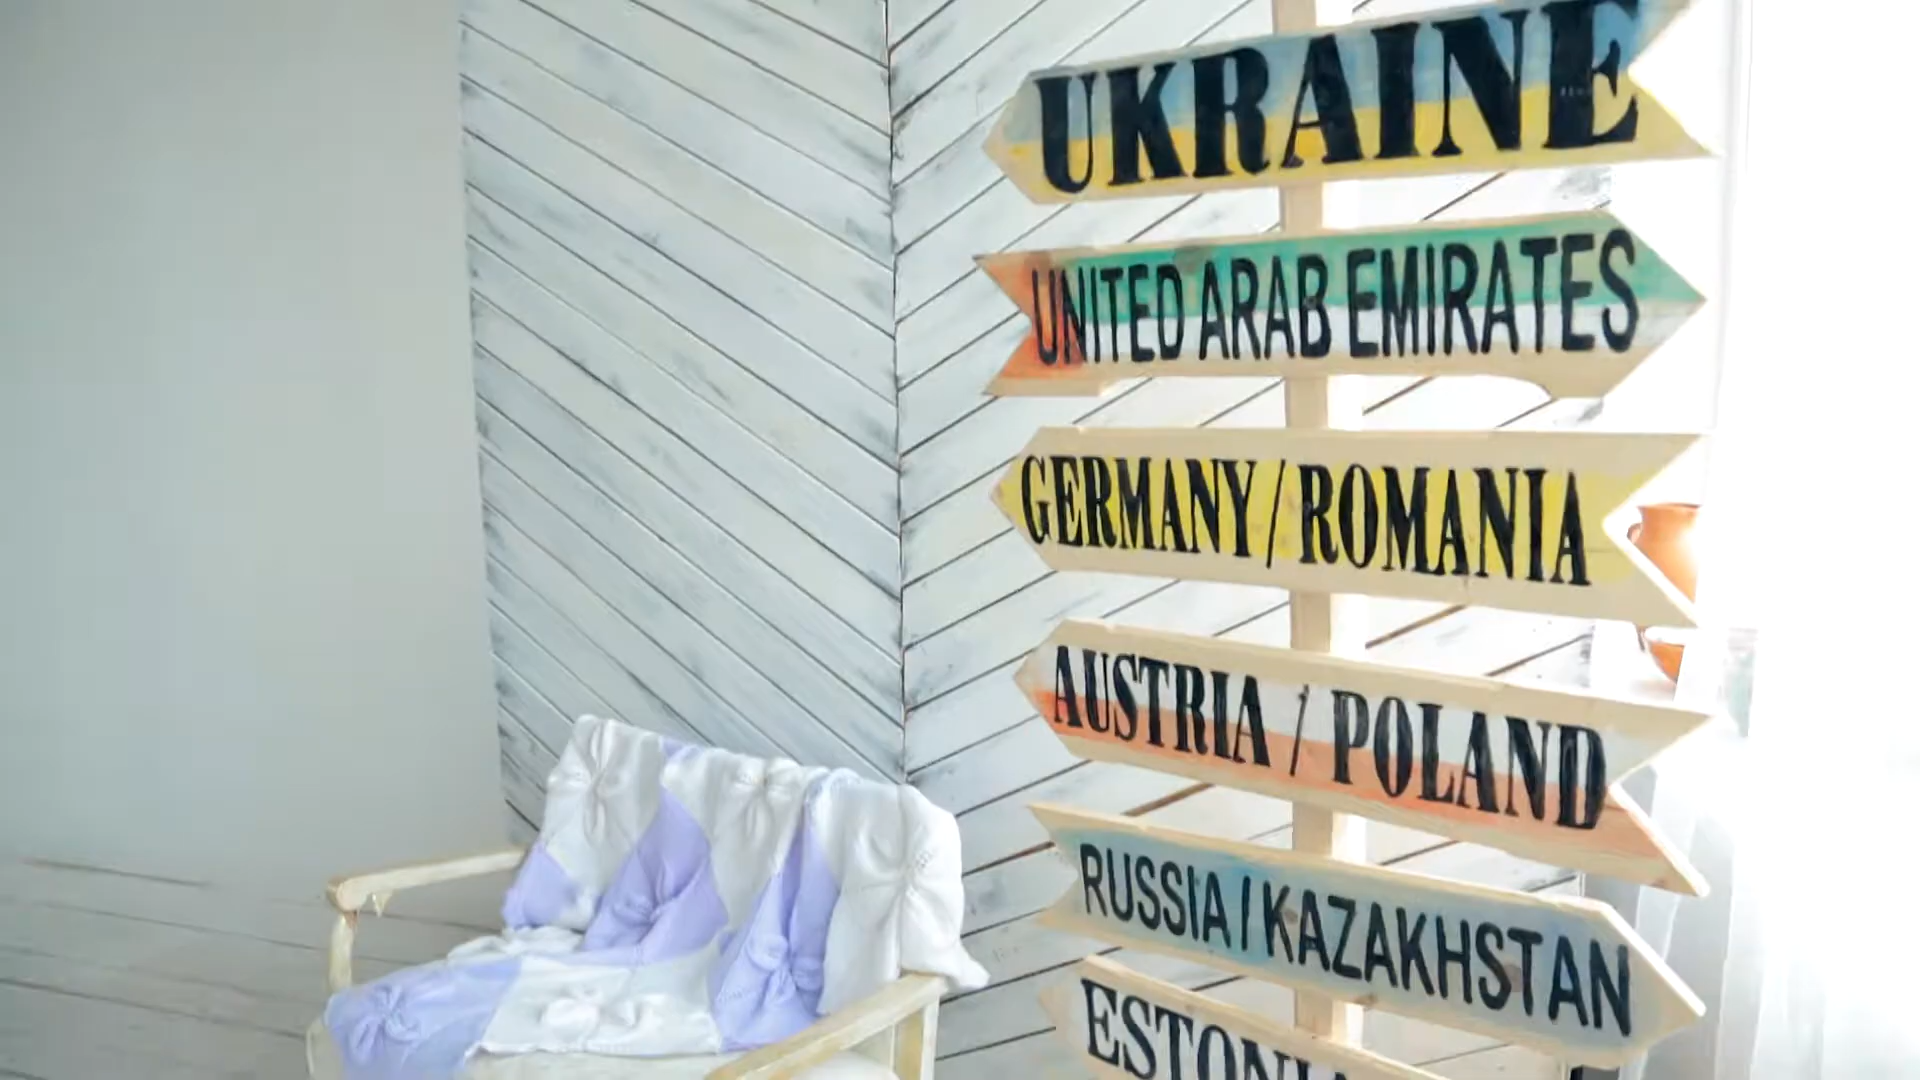 UKRAINE
UNITED ARAB EMIRATES
GERMANY/ROMANIA
AUSTRIA / POLAND
RUSSIA/KAZAKHSTAN